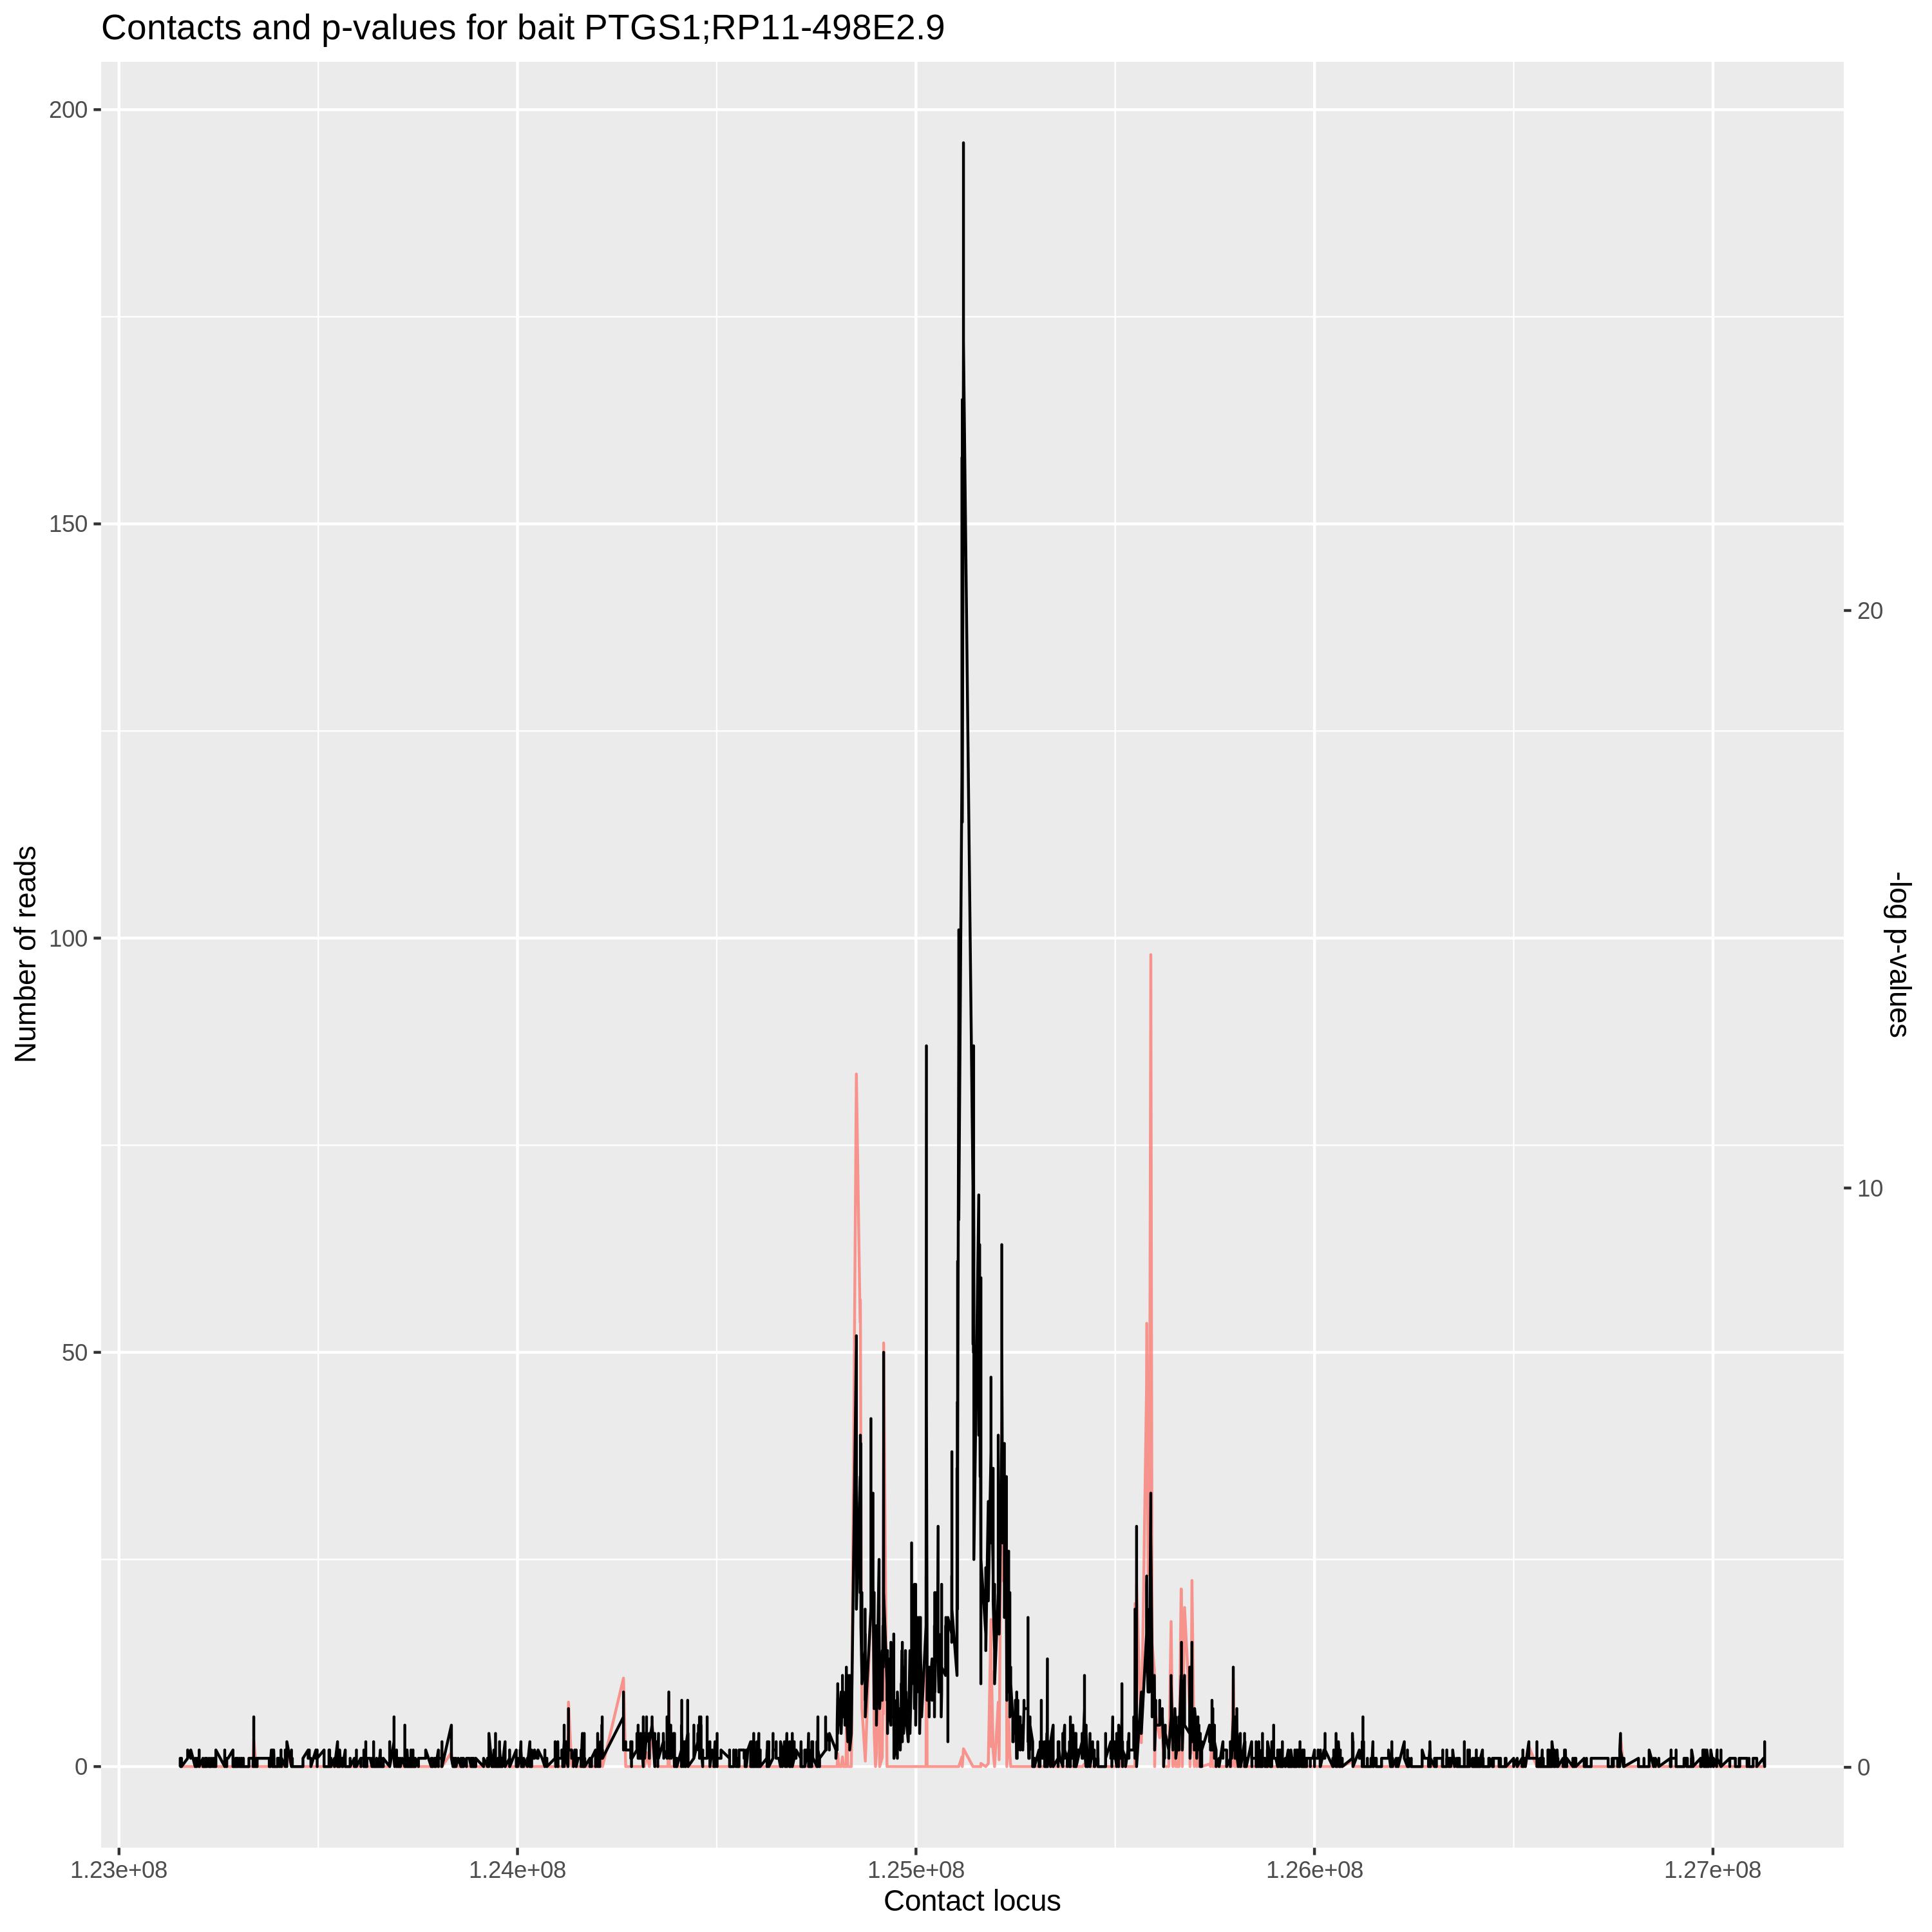 Contacts and p-values for bait PTGS1;RP11-498E2.9
200
150
100
50
0
Number of reads
20
10
0
-log p-values
1.23e+08
1.24e+08
1.25e+08
1.26e+08
1.27e+08
Contact locus